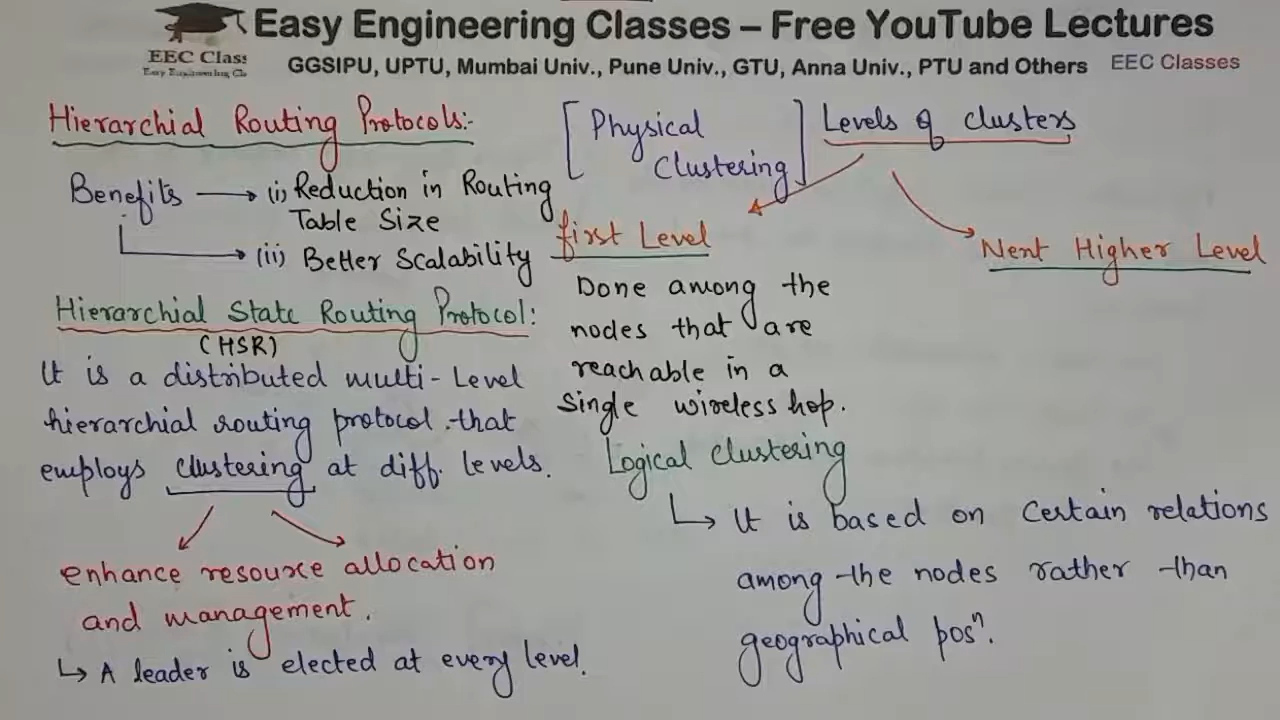 Easy Engineering Classes – Free YouTube Lectures
EEC Class
GGSIPU, UPTU, Mumbai Univ., Pune Univ., GTU, Anna Univ., PTU and Others
EEC Classes
Hierarchial Routing Protocols:-
Benefits → (i) Reduction in Routing
Table Size
→ (ii) Better Scalability
Hierarchial State Routing Protocol:
(HSR)
It is a distributed multi-Level
hierarchial routing protocol that
employs clustering at diff. levels.
enhance resource allocation
and management.
↳ A leader is elected at every level.
[Physical
Clustering]
Levels of clusters
first Level
Nent Higher Level
Done among the
nodes that are
reachable in a
Single wireless hop.
Logical Clustering
↳ It is based on certain relations
among the nodes rather than
geographical posⁿ.